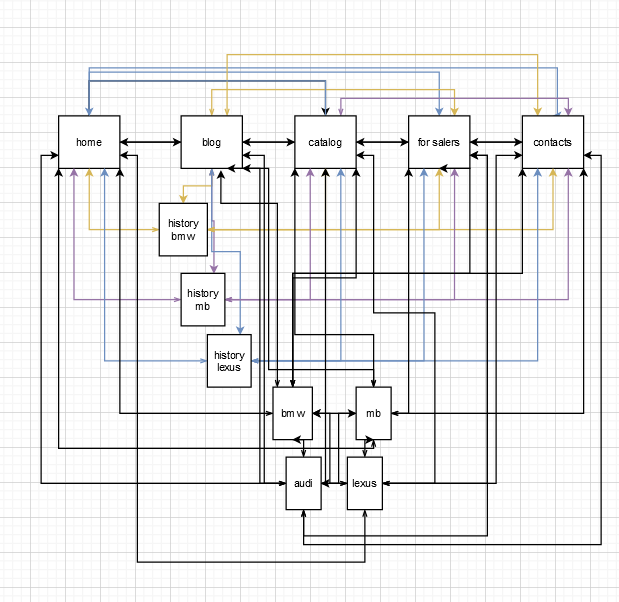 home
blog
catalog
for salers
contacts
history
bmw
history
mb
history
lexus
bmw
mb
audi
lexus